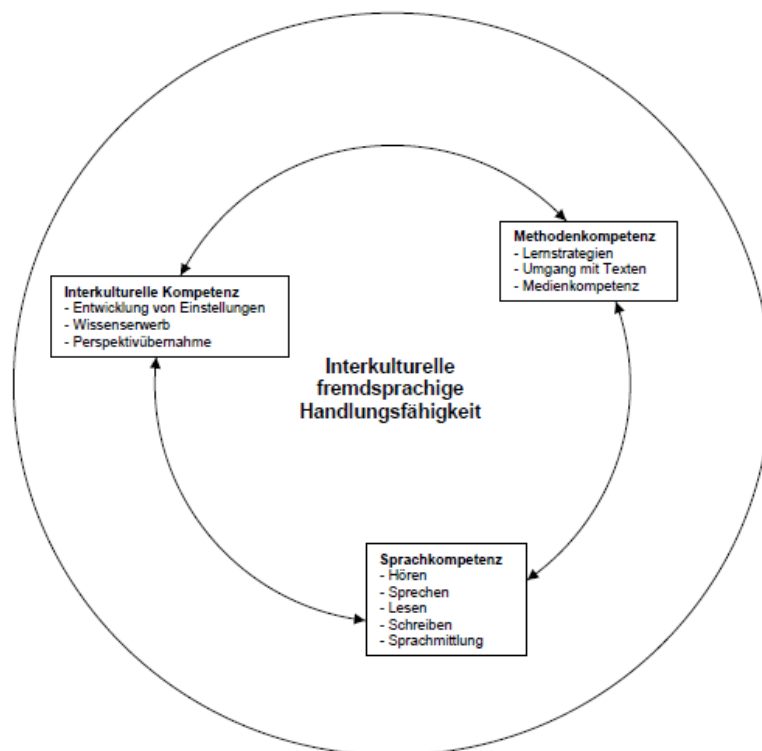 Methodenkompetenz
- Lernstrategien
- Umgang mit Texten
- Medienkompetenz
Interkulturelle Kompetenz
- Entwicklung von Einstellungen
- Wissenserwerb
- Perspektivübernahme
Interkulturelle
fremdsprachige
Handlungsfähigkeit
Sprachkompetenz
- Hören
- Sprechen
- Lesen
- Schreiben
- Sprachmittlung